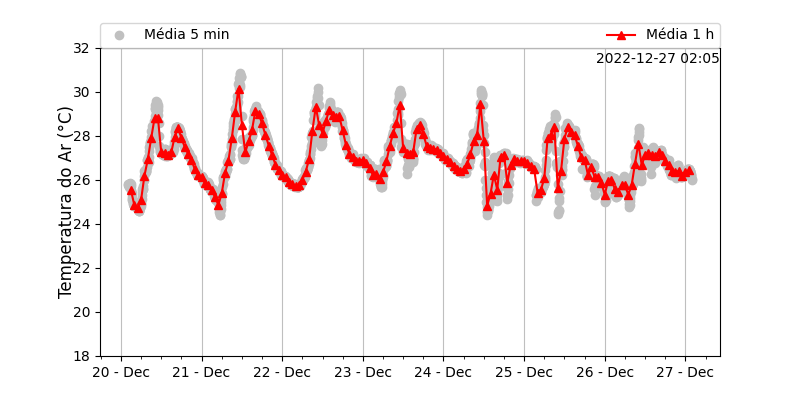 Média 5 min
Média 1 h
2022-12-27 02:05
Temperatura do Ar (°C)
32
30
28
26
24
22
20
18
20 - Dec
21 - Dec
22 - Dec
23 - Dec
24 - Dec
25 - Dec
26 - Dec
27 - Dec